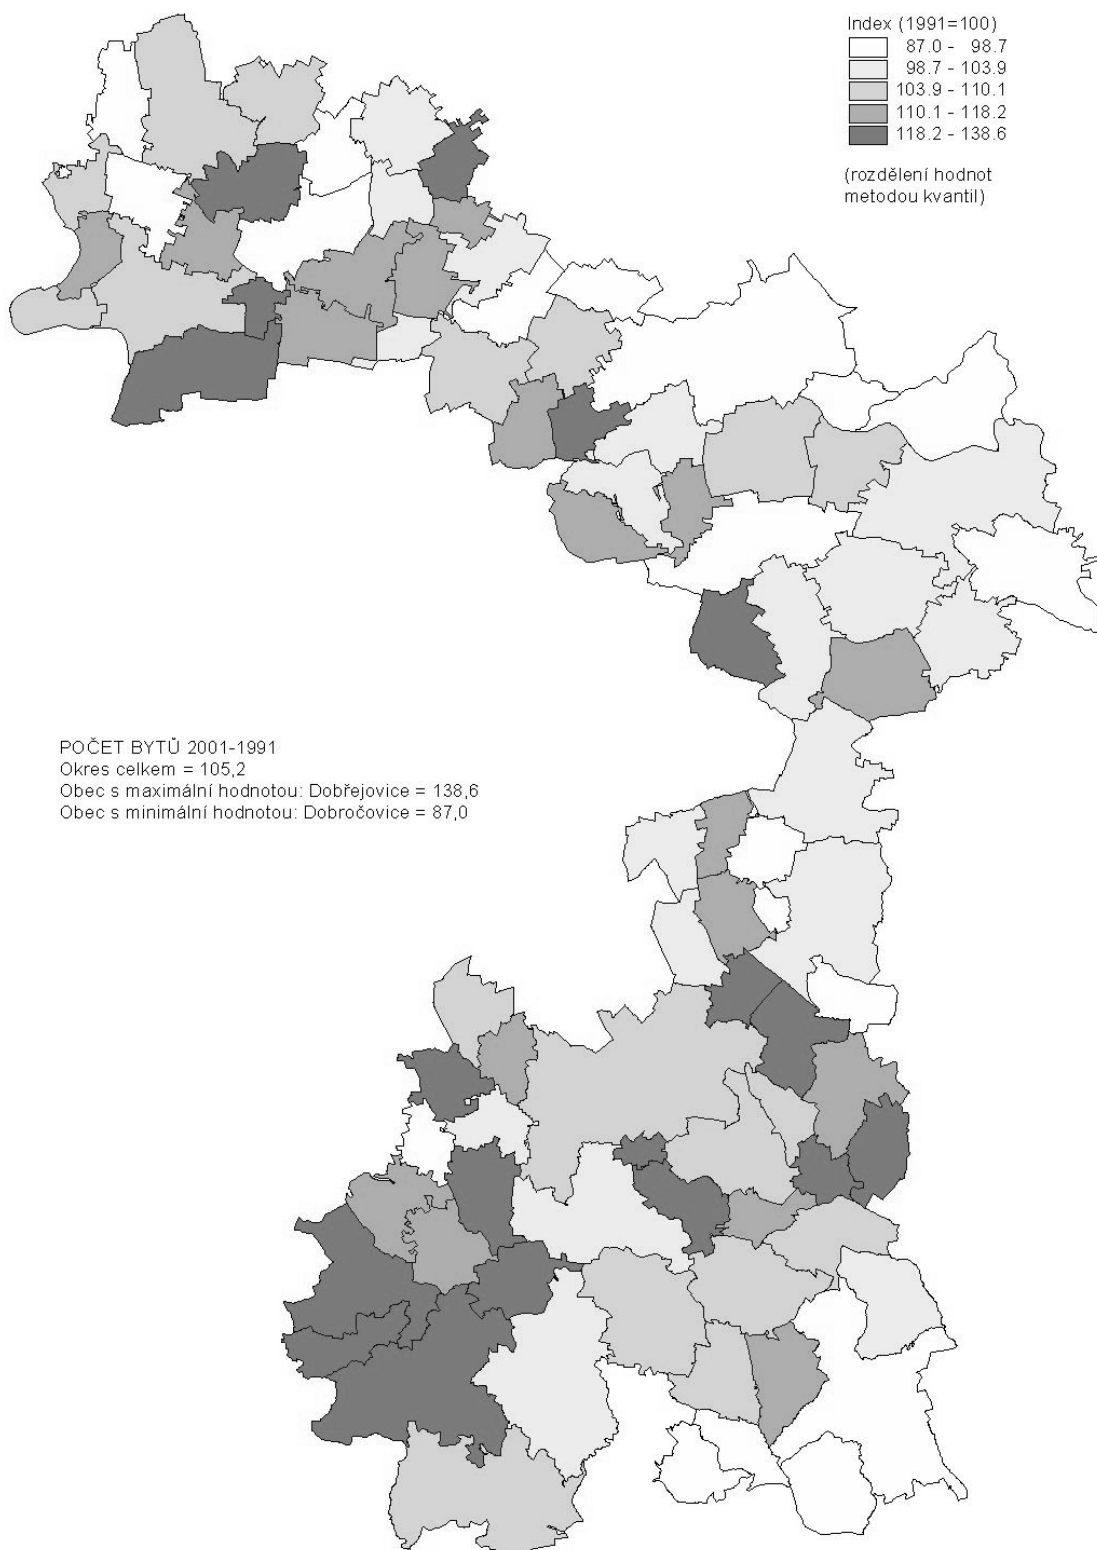 Index (1991=100)
87.0 - 98.7
98.7 - 103.9
103.9 - 110.1
110.1 - 118.2
118.2 - 138.6
(rozdělení hodnot
metodou kvantil)
POČET BYTŮ 2001-1991
Okres celkem = 105,2
Obec s maximální hodnotou: Dobřejovice = 138,6
Obec s minimální hodnotou: Dobročovice = 87,0